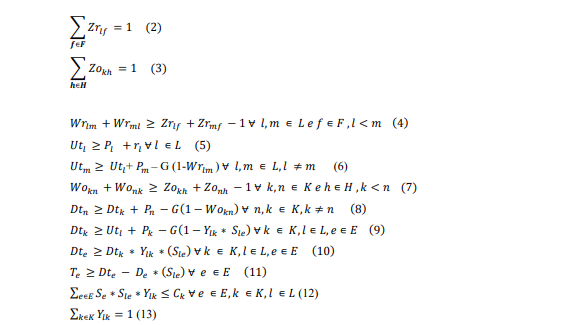 ∑_{f∈F} Zr_{lf} = 1 (2)
∑_{h∈H} Zo_{kh} = 1 (3)
Wr_{lm} + Wr_{ml} ≥ Zr_{lf} + Zr_{mf} − 1 ∀ l,m ∈ L e f ∈ F ,l < m (4)
Ut_l ≥ P_l + r_l ∀ l ∈ L (5)
Ut_m ≥ Ut_l + P_m – G (1-Wr_{lm}) ∀ l,m ∈ L,l ≠ m (6)
Wo_{kn} + Wo_{nk} ≥ Zo_{kh} + Zo_{nh} − 1 ∀ k,n ∈ K e h ∈ H ,k < n (7)
Dt_n ≥ Dt_k + P_n − G(1 − Wo_{kn}) ∀ n,k ∈ K,k ≠ n (8)
Dt_k ≥ Ut_l + P_k − G(1 − Y_{lk} * S_{le}) ∀ k ∈ K,l ∈ L,e ∈ E (9)
Dt_e ≥ Dt_k * Y_{lk} * (S_{le}) ∀ k ∈ K,l ∈ L,e ∈ E (10)
T_e ≥ Dt_e − D_e * (S_{le}) ∀ e ∈ E (11)
∑_{e∈E} S_e * S_{le} * Y_{lk} ≤ C_k ∀ e ∈ E,k ∈ K,l ∈ L (12)
∑_{k∈K} Y_{lk} = 1 (13)